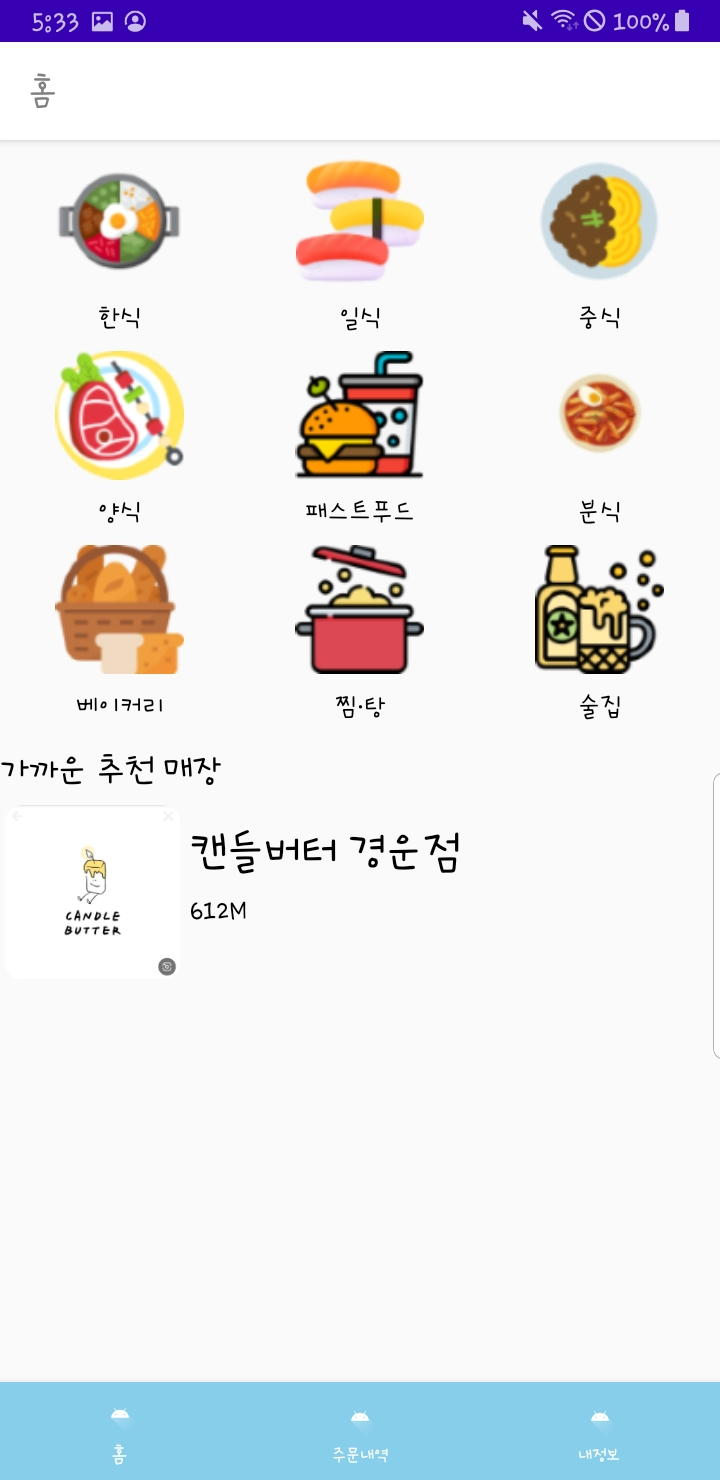 5:33 100%
홈
한식 일식 중식
양식 패스트푸드 분식
베이커리 찜·탕 술집
가까운 추천 매장
캔들버터 경운점
CANDLE
BUTTER
612M
홈 주문내역 내정보